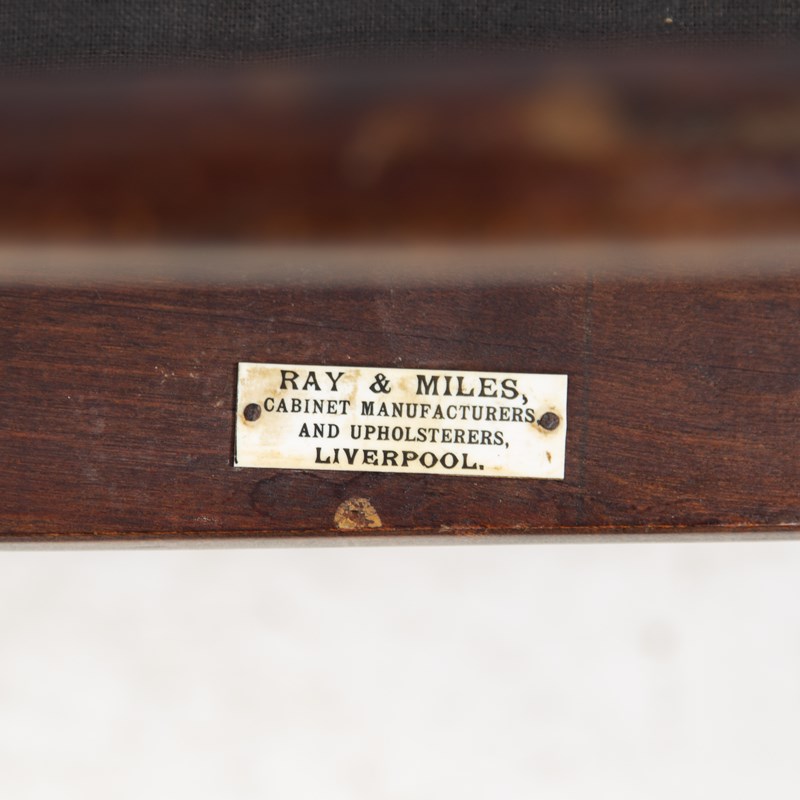 RAY & MILES,
CABINET MANUFACTURERS,
AND UPHOLSTERERS,
LIVERPOOL.